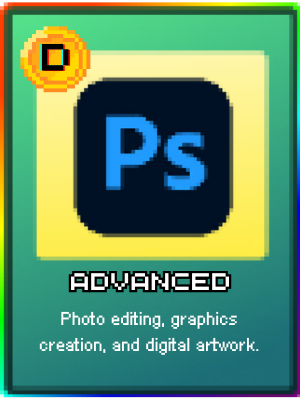 D
Ps
ADVANCED
Photo editing, graphics
creation, and digital artwork.